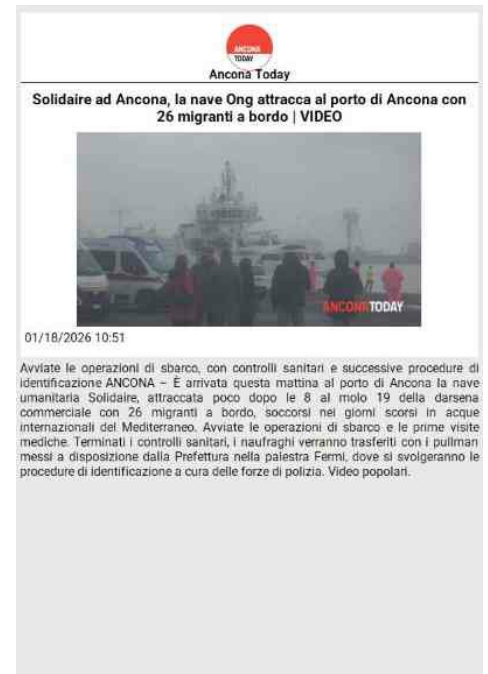 ANCONA
TODAY
Ancona Today
Solidaire ad Ancona, la nave Ong attracca al porto di Ancona con
26 migranti a bordo | VIDEO
ANCONATODAY
01/18/2026 10:51
Avviate le operazioni di sbarco, con controlli sanitari e successive procedure di
identificazione ANCONA – È arrivata questa mattina al porto di Ancona la nave
umanitaria Solidaire, attraccata poco dopo le 8 al molo 19 della darsena
commerciale con 26 migranti a bordo, soccorsi nei giorni scorsi in acque
internazionali del Mediterraneo. Avviate le operazioni di sbarco e le prime visite
mediche. Terminati i controlli sanitari, i naufraghi verranno trasferiti con i pullman
messi a disposizione dalla Prefettura nella palestra Fermi, dove si svolgeranno le
procedure di identificazione a cura delle forze di polizia. Video popolari.